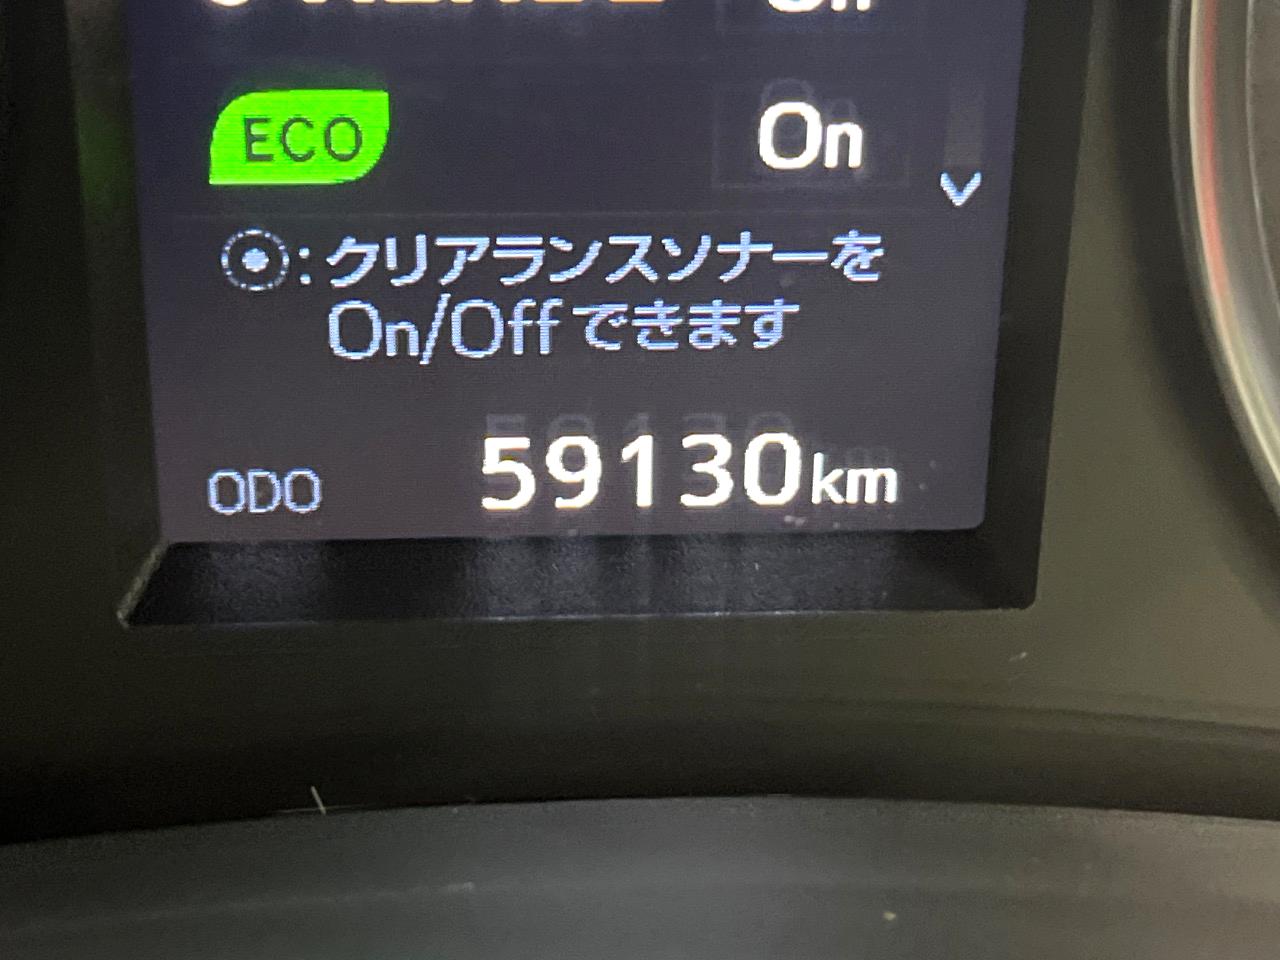 On
ECO On
⦿:クリアランスソナーを
On/Offできます
ODO 59130km